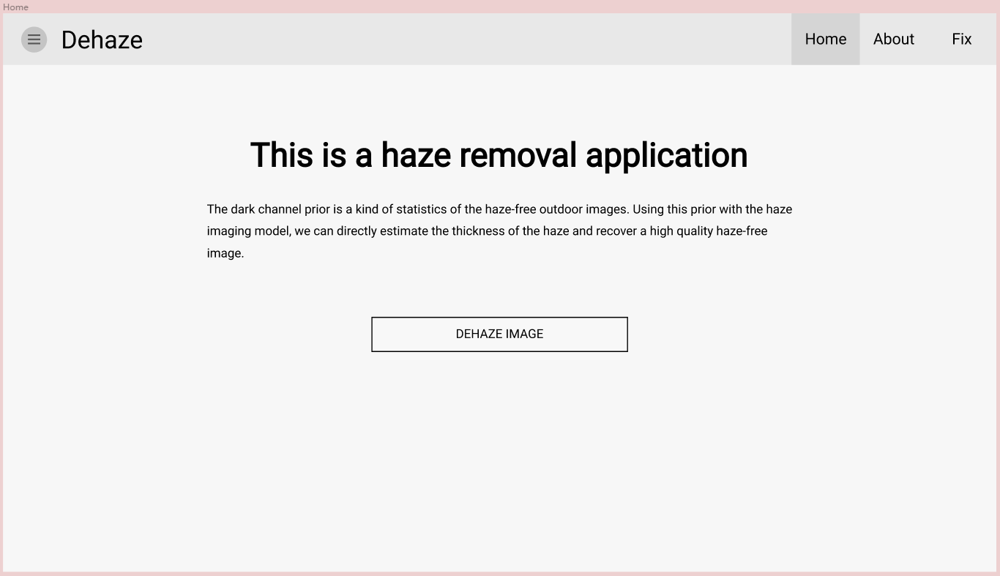 Home
Dehaze
Home
About
Fix
This is a haze removal application
The dark channel prior is a kind of statistics of the haze-free outdoor images. Using this prior with the haze
imaging model, we can directly estimate the thickness of the haze and recover a high quality haze-free
image.
DEHAZE IMAGE